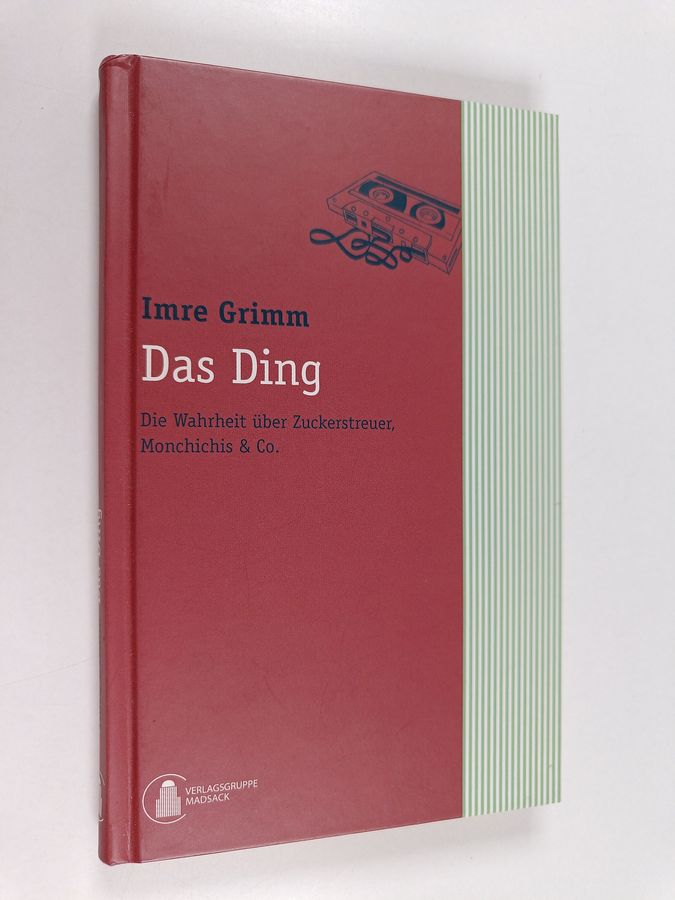 Imre Grimm
Das Ding
Die Wahrheit über Zuckerstreuer,
Monchichis & Co.
VERLAGSGRUPPE
MADSACK